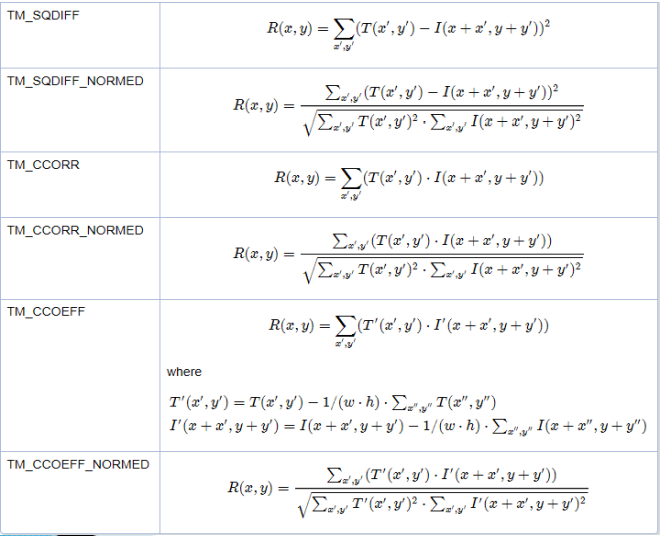 TM_SQDIFF
R(x, y) = ∑x′,y′ (T(x′, y′) − I(x + x′, y + y′))²
TM_SQDIFF_NORMED
R(x, y) = ∑x′,y′ (T(x′, y′) − I(x + x′, y + y′))² / √(∑x′,y′ T(x′, y′)² · ∑x′,y′ I(x + x′, y + y′)²)
TM_CCORR
R(x, y) = ∑x′,y′ (T(x′, y′) · I(x + x′, y + y′))
TM_CCORR_NORMED
R(x, y) = ∑x′,y′ (T(x′, y′) · I(x + x′, y + y′)) / √(∑x′,y′ T(x′, y′)² · ∑x′,y′ I(x + x′, y + y′)²)
TM_CCOEFF
R(x, y) = ∑x′,y′ (T′(x′, y′) · I′(x + x′, y + y′))
where
T′(x′, y′) = T(x′, y′) − 1/(w · h) · ∑x″,y″ T(x″, y″)
I′(x + x′, y + y′) = I(x + x′, y + y′) − 1/(w · h) · ∑x″,y″ I(x + x″, y + y″)
TM_CCOEFF_NORMED
R(x, y) = ∑x′,y′ (T′(x′, y′) · I′(x + x′, y + y′)) / √(∑x′,y′ T′(x′, y′)² · ∑x′,y′ I′(x + x′, y + y′)²)